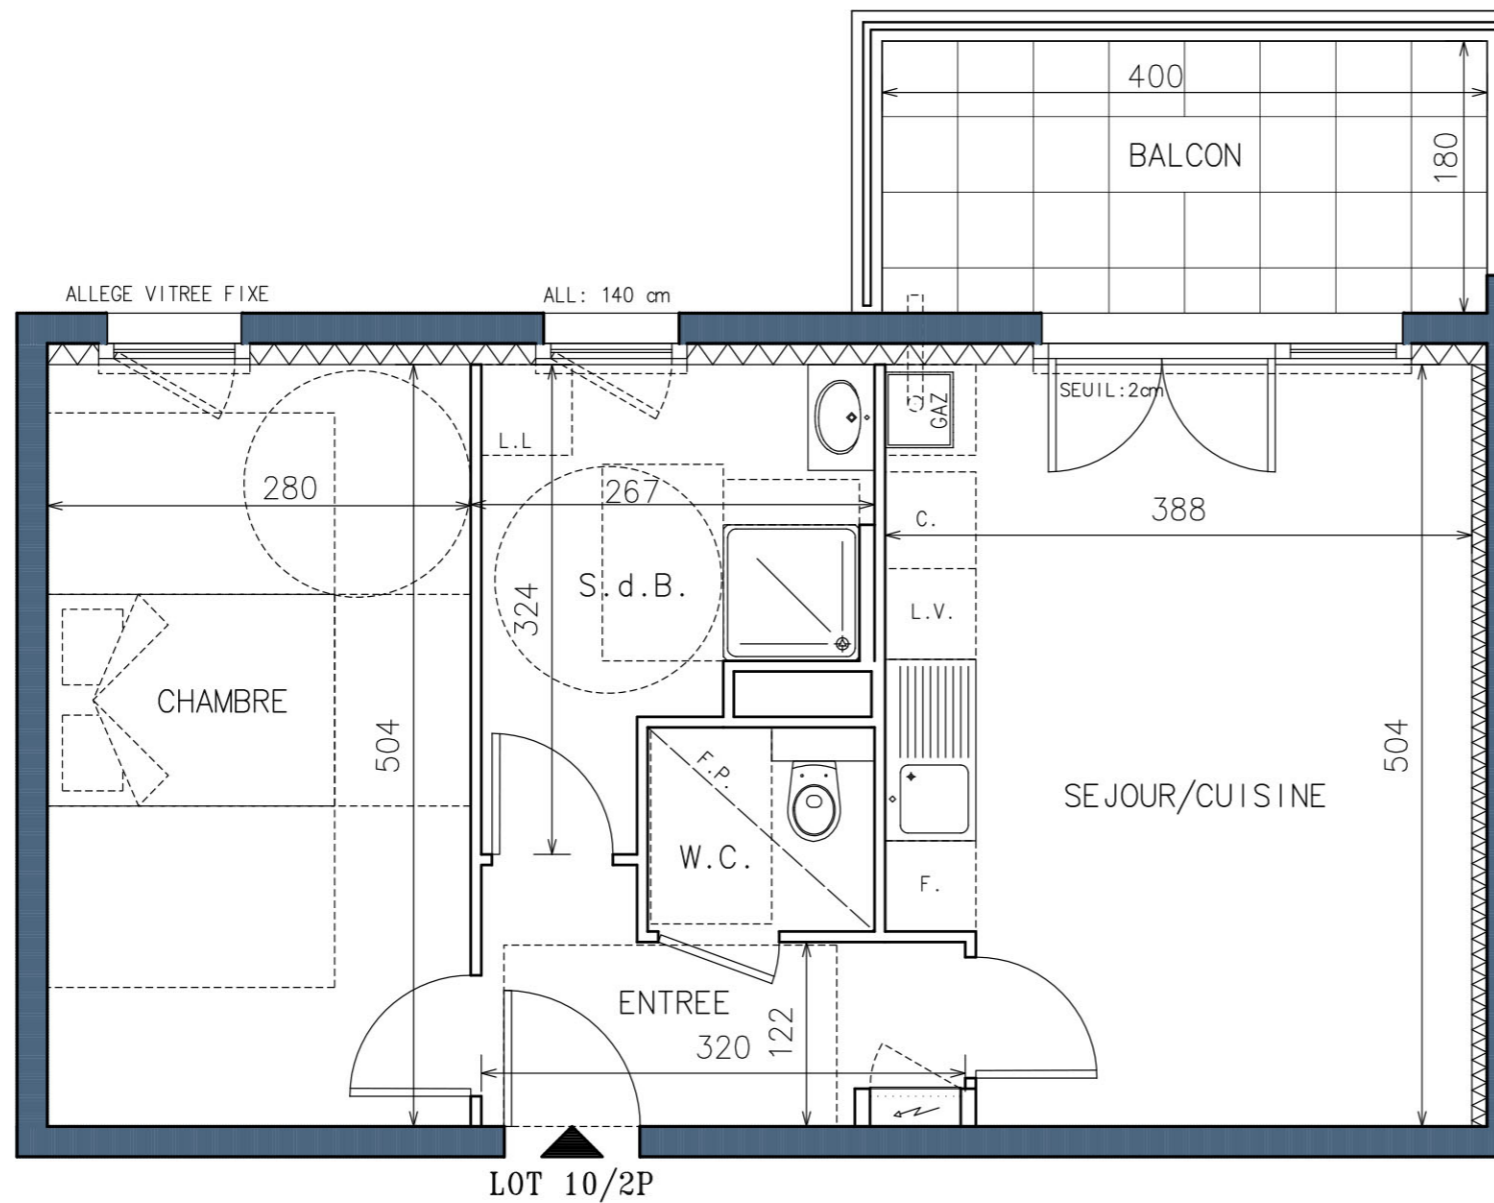 400
BALCON
180
ALLEGE VITREE FIXE
ALL: 140 cm
SEUIL:2cm
GAZ
L.L
280
267
388
C.
324
S.d.B.
L.V.
CHAMBRE
504
F.P.
504
SEJOUR/CUISINE
W.C.
F.
ENTREE
320
122
LOT 10/2P